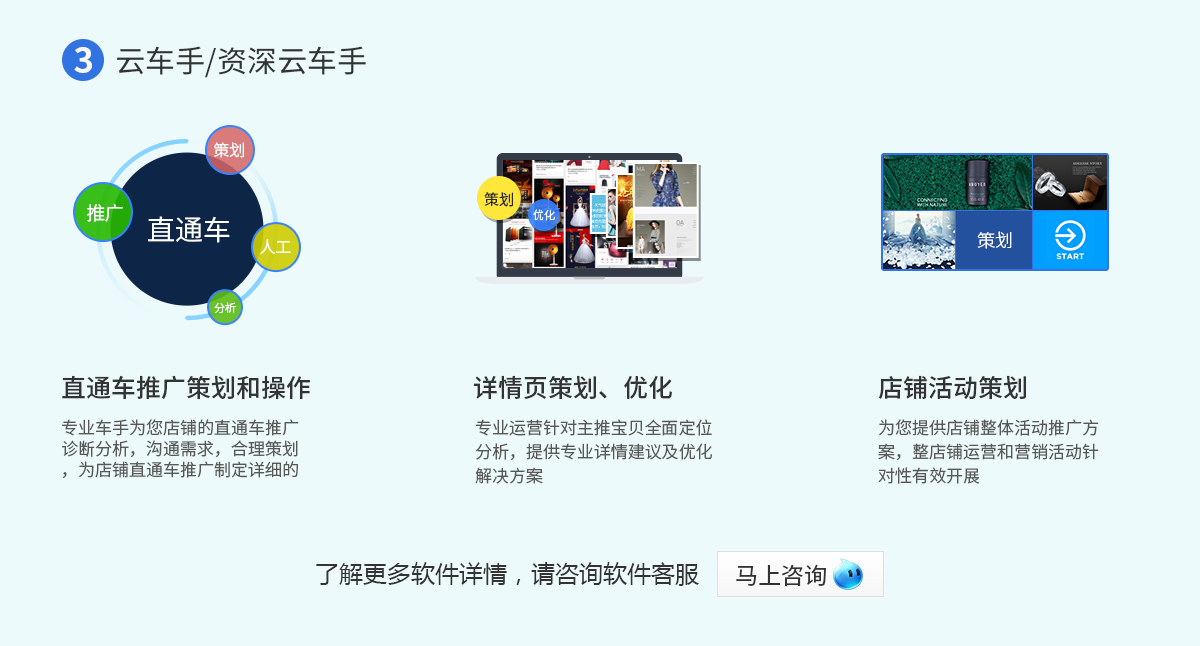 3 云车手/资深云车手
策划
推广
直通车
人工
分析
策划
优化
CONNECTING
WITH NATURE
策划
START
直通车推广策划和操作
专业车手为您店铺的直通车推广
诊断分析，沟通需求，合理策划
，为店铺直通车推广制定详细的
详情页策划、优化
专业运营针对主推宝贝全面定位
分析，提供专业详情建议及优化
解决方案
店铺活动策划
为您提供店铺整体活动推广方
案，整店铺运营和营销活动针
对性有效开展
了解更多软件详情，请咨询软件客服
马上咨询